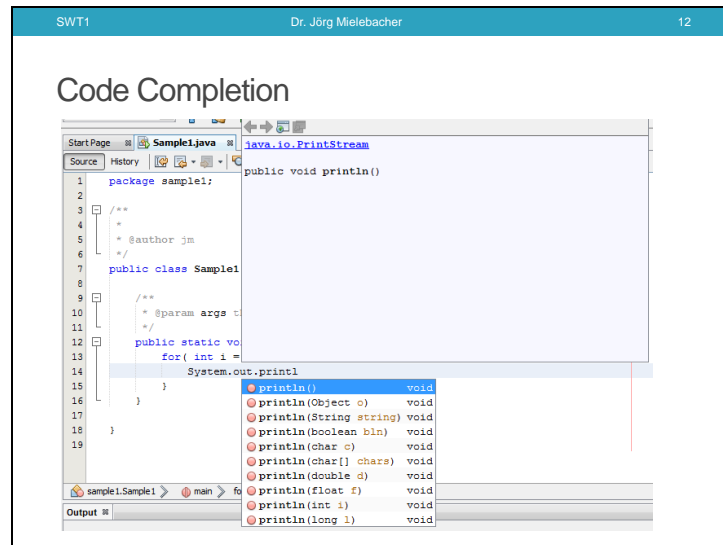 SWT1 Dr. Jörg Mielebacher 12
Code Completion
Start Page Sample1.java
Source History
java.io.PrintStream
public void println()
1 package sample1;
2
3 /**
4 *
5 * @author jm
6 */
7 public class Sample1
8
9 /**
10 * @param args
11 */
12 public static
13 for( int i =
14 System.out.printl
15 }
16 }
17
18 }
19
println() void
println(Object o) void
println(String string) void
println(boolean bln) void
println(char c) void
println(char[] chars) void
println(double d) void
println(float f) void
println(int i) void
println(long l) void
sample1.Sample1 main
Output